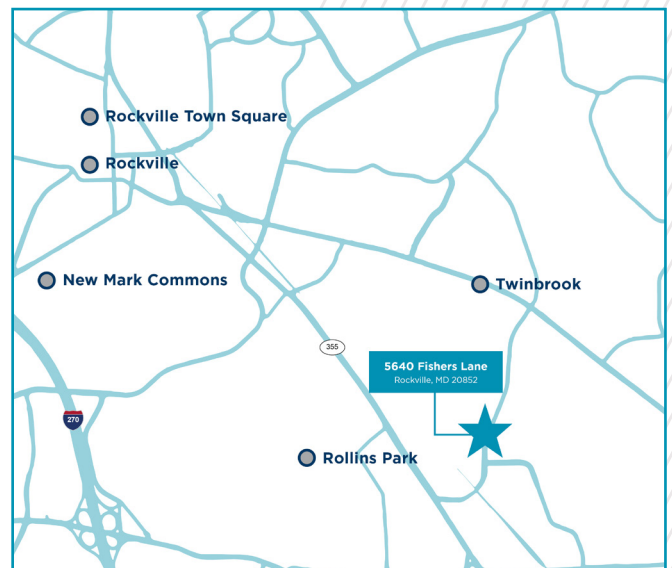 Rockville Town Square
Rockville
New Mark Commons
Twinbrook
355
5640 Fishers Lane
Rockville, MD 20852
270
Rollins Park